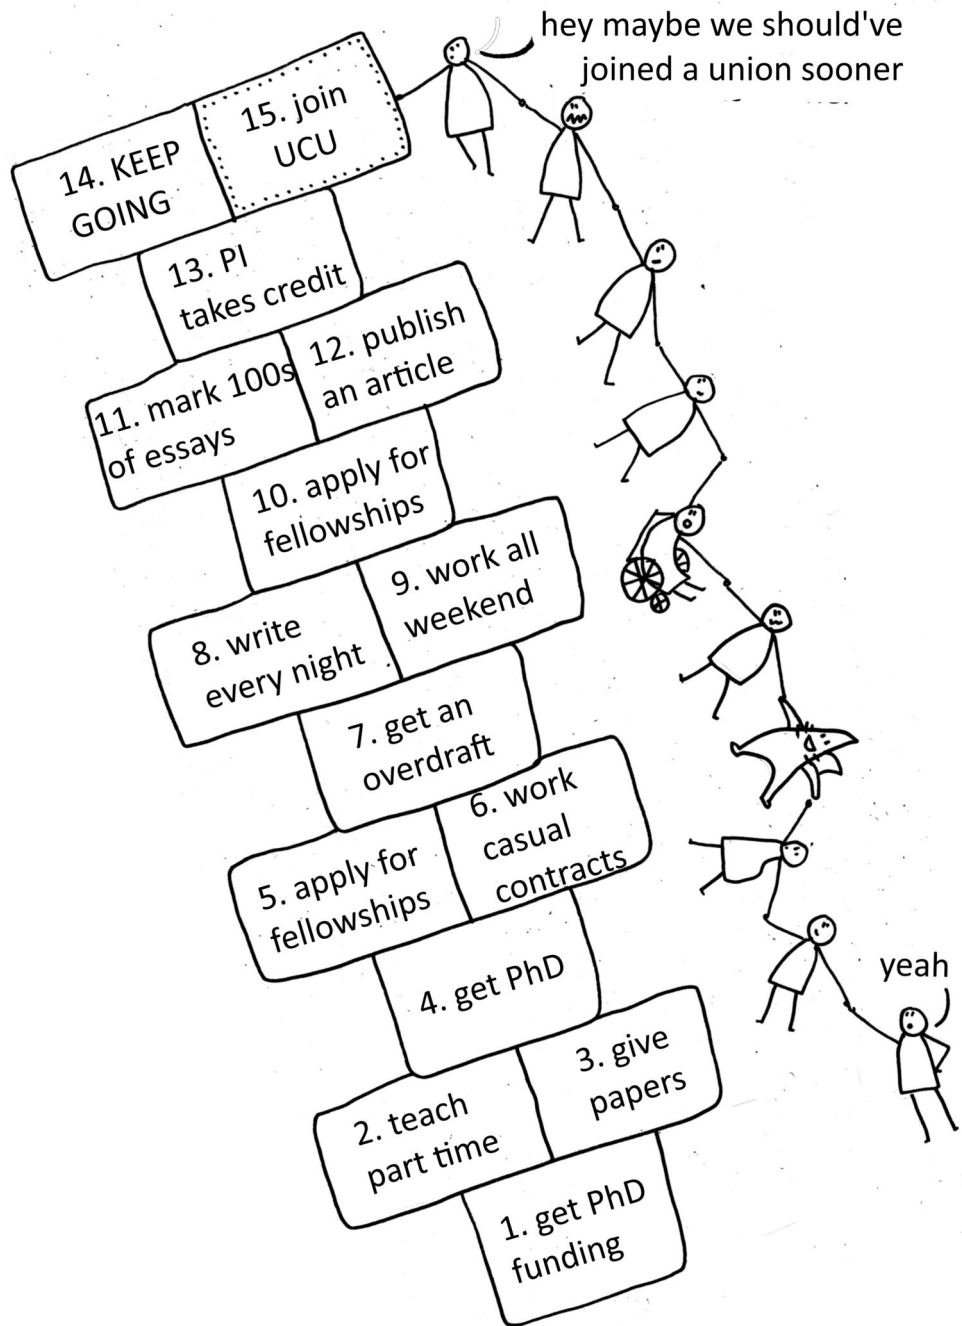 hey maybe we should've
joined a union sooner
15. join
UCU
14. KEEP
GOING
13. PI
takes credit
12. publish
an article
11. mark 100s
of essays
10. apply for
fellowships
9. work all
weekend
8. write
every night
7. get an
overdraft
6. work
casual
contracts
5. apply for
fellowships
4. get PhD
yeah
3. give
papers
2. teach
part time
1. get PhD
funding